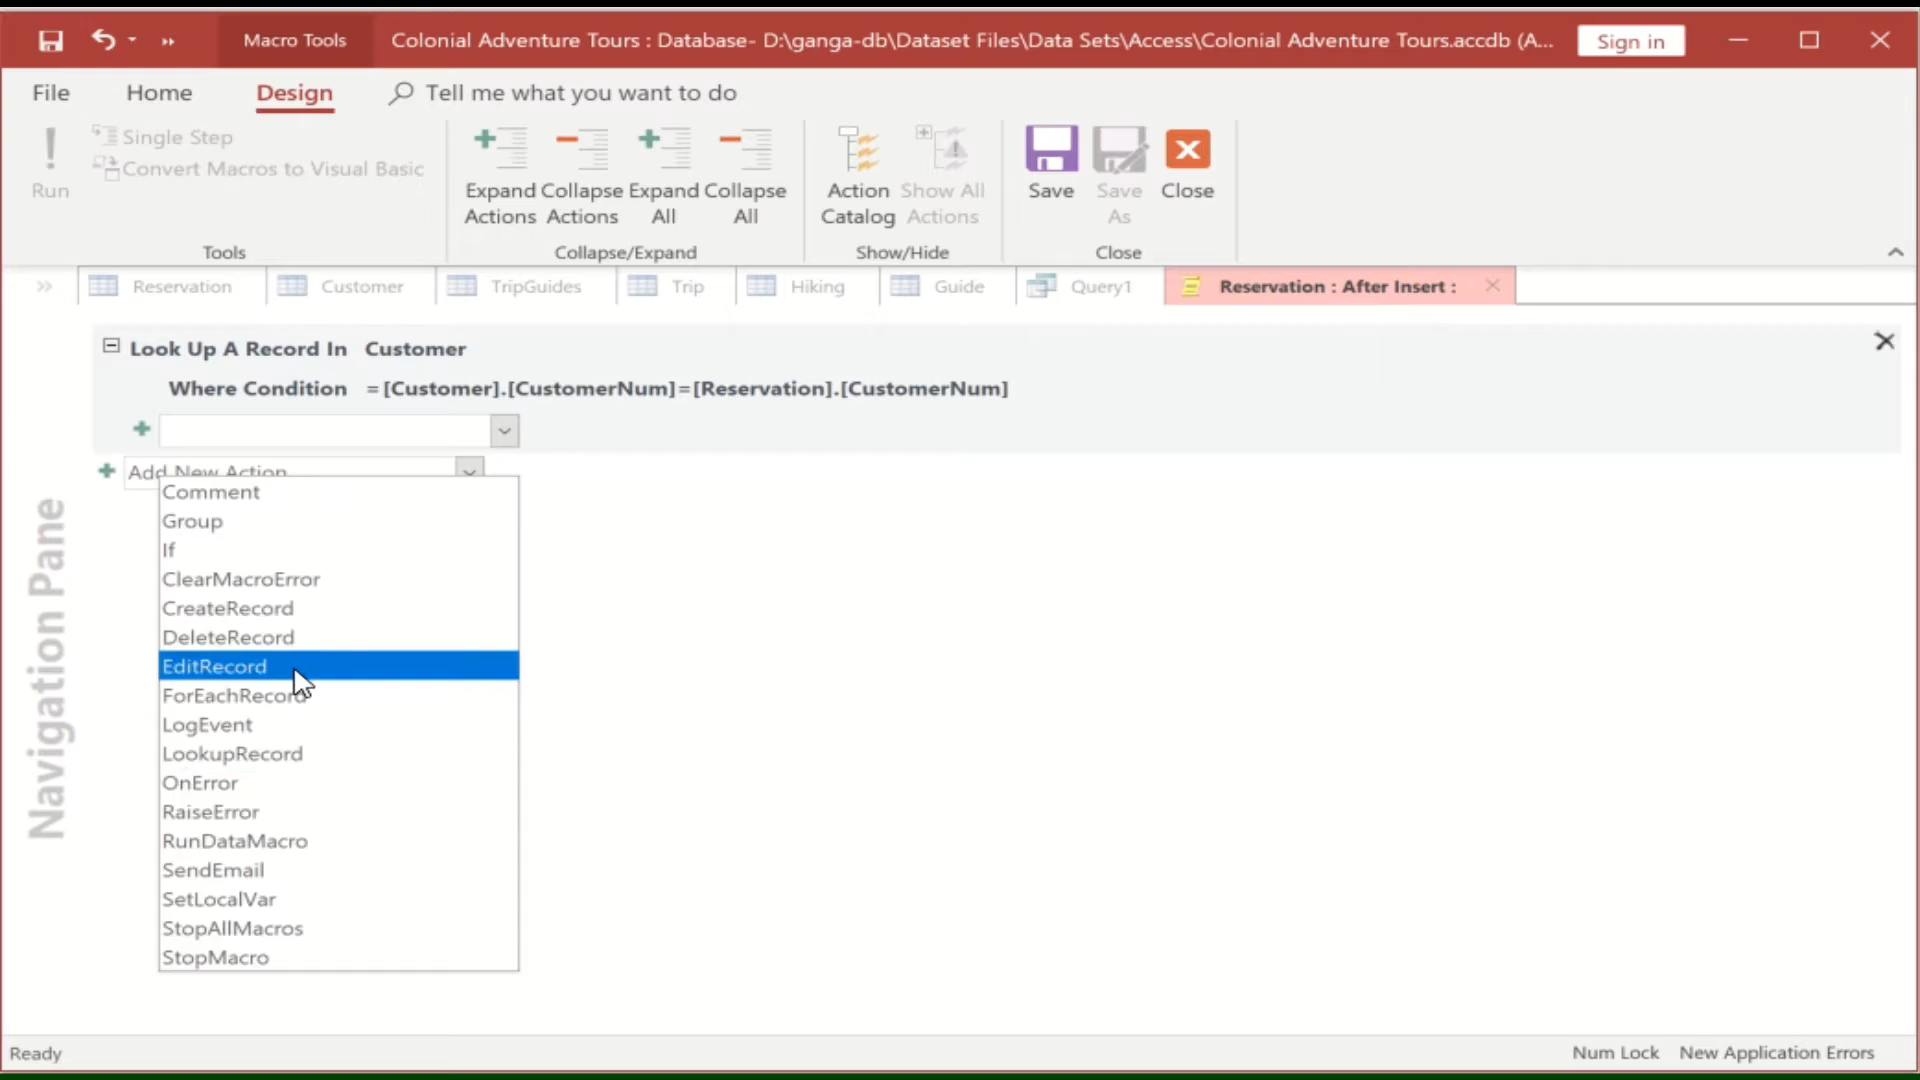 Macro Tools
Colonial Adventure Tours : Database- D:\ganga-db\Dataset Files\Data Sets\Access\Colonial Adventure Tours.accdb (A...
Sign in
File
Home
Design
Tell me what you want to do
Run
Single Step
Convert Macros to Visual Basic
Expand Actions
Collapse Actions
Expand All
Collapse All
Action Catalog
Show All Actions
Save
Save As
Close
Tools
Collapse/Expand
Show/Hide
Close
Reservation
Customer
TripGuides
Trip
Hiking
Guide
Query1
Reservation : After Insert :
Look Up A Record In Customer
Where Condition =[Customer].[CustomerNum]=[Reservation].[CustomerNum]
Add New Action
Comment
Group
If
ClearMacroError
CreateRecord
DeleteRecord
EditRecord
ForEachRecord
LogEvent
LookupRecord
OnError
RaiseError
RunDataMacro
SendEmail
SetLocalVar
StopAllMacros
StopMacro
Navigation Pane
Ready
Num Lock
New Application Errors